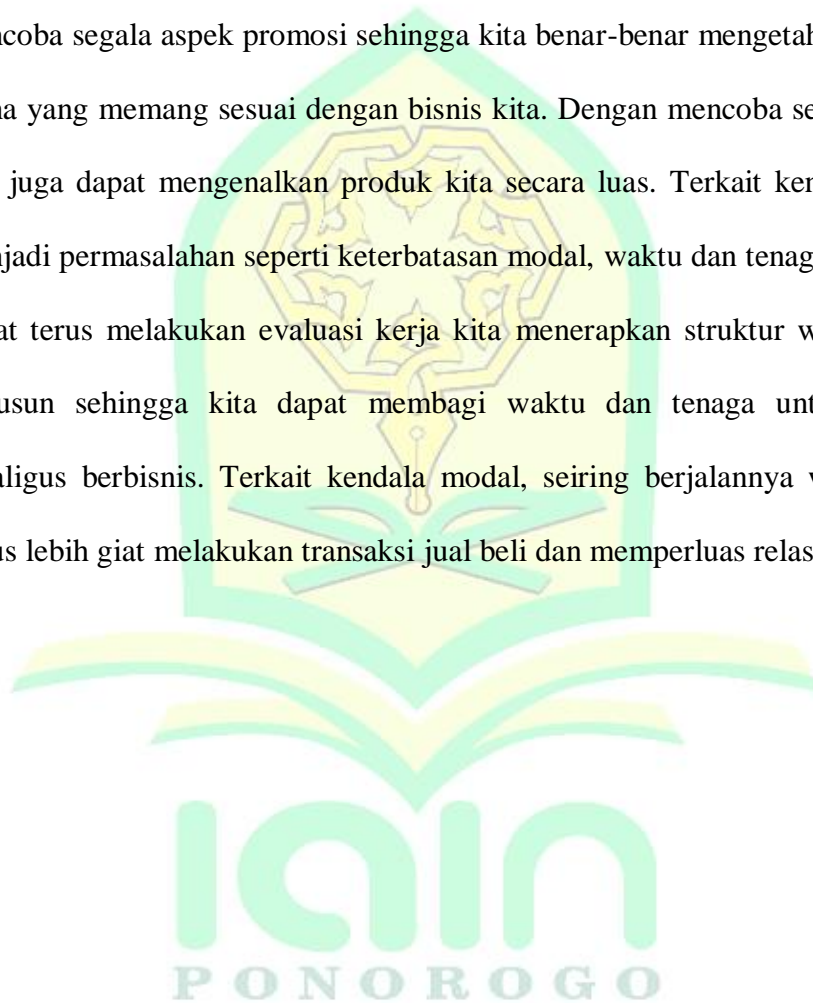 ncoba segala aspek promosi sehingga kita benar-benar mengetah
na yang memang sesuai dengan bisnis kita. Dengan mencoba se
juga dapat mengenalkan produk kita secara luas. Terkait ken
njadi permasalahan seperti keterbatasan modal, waktu dan tenag
at terus melakukan evaluasi kerja kita menerapkan struktur w
usun sehingga kita dapat membagi waktu dan tenaga unt
aligus berbisnis. Terkait kendala modal, seiring berjalannya w
us lebih giat melakukan transaksi jual beli dan memperluas relas
iain
PONOROGO